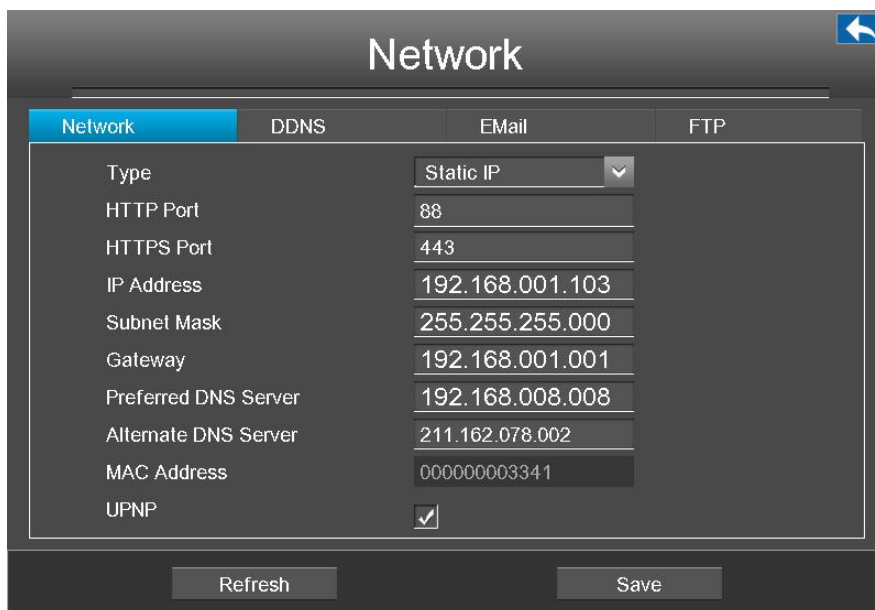 Network
Network DDNS EMail FTP
Type Static IP
HTTP Port 88
HTTPS Port 443
IP Address 192.168.001.103
Subnet Mask 255.255.255.000
Gateway 192.168.001.001
Preferred DNS Server 192.168.008.008
Alternate DNS Server 211.162.078.002
MAC Address 000000003341
UPNP
Refresh Save